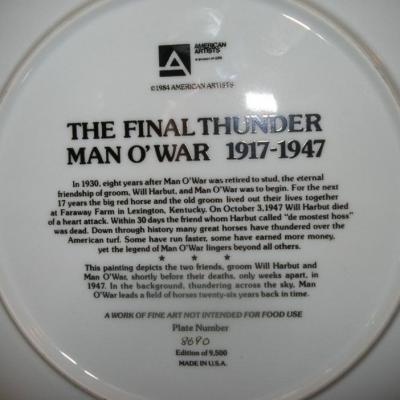 AMERICAN
ARTISTS
©1984 AMERICAN ARTISTS
THE FINAL THUNDER
MAN O' WAR 1917-1947
In 1930, eight years after Man O'War was retired to stud, the eternal
friendship of groom, Will Harbut, and Man O'War was to begin. For the next
17 years the big red horse and the old groom lived out their lives together
at Faraway Farm in Lexington, Kentucky. On October 3, 1947 Will Harbut died
of a heart attack. Within 30 days the friend whom Harbut called "de mostest hoss"
was dead. Down through history many great horses have thundered over the
American turf. Some have run faster, some have earned more money,
yet the legend of Man O'War lingers beyond all others.
★ ★ ★
This painting depicts the two friends, groom Will Harbut and
Man O'War, shortly before their deaths, only weeks apart, in
1947. In the background, thundering across the sky, Man
O'War leads a field of horses twenty-six years back in time.
A WORK OF FINE ART NOT INTENDED FOR FOOD USE
Plate Number
8690
Edition of 9,500
MADE IN U.S.A.